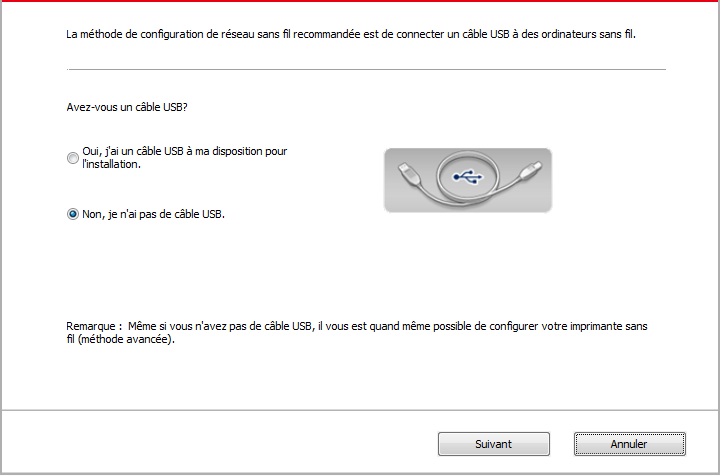 La méthode de configuration de réseau sans fil recommandée est de connecter un câble USB à des ordinateurs sans fil.
Avez-vous un câble USB?
Oui, j'ai un câble USB à ma disposition pour
l'installation.
Non, je n'ai pas de câble USB.
Remarque : Même si vous n'avez pas de câble USB, il vous est quand même possible de configurer votre imprimante sans
fil (méthode avancée).
Suivant
Annuler